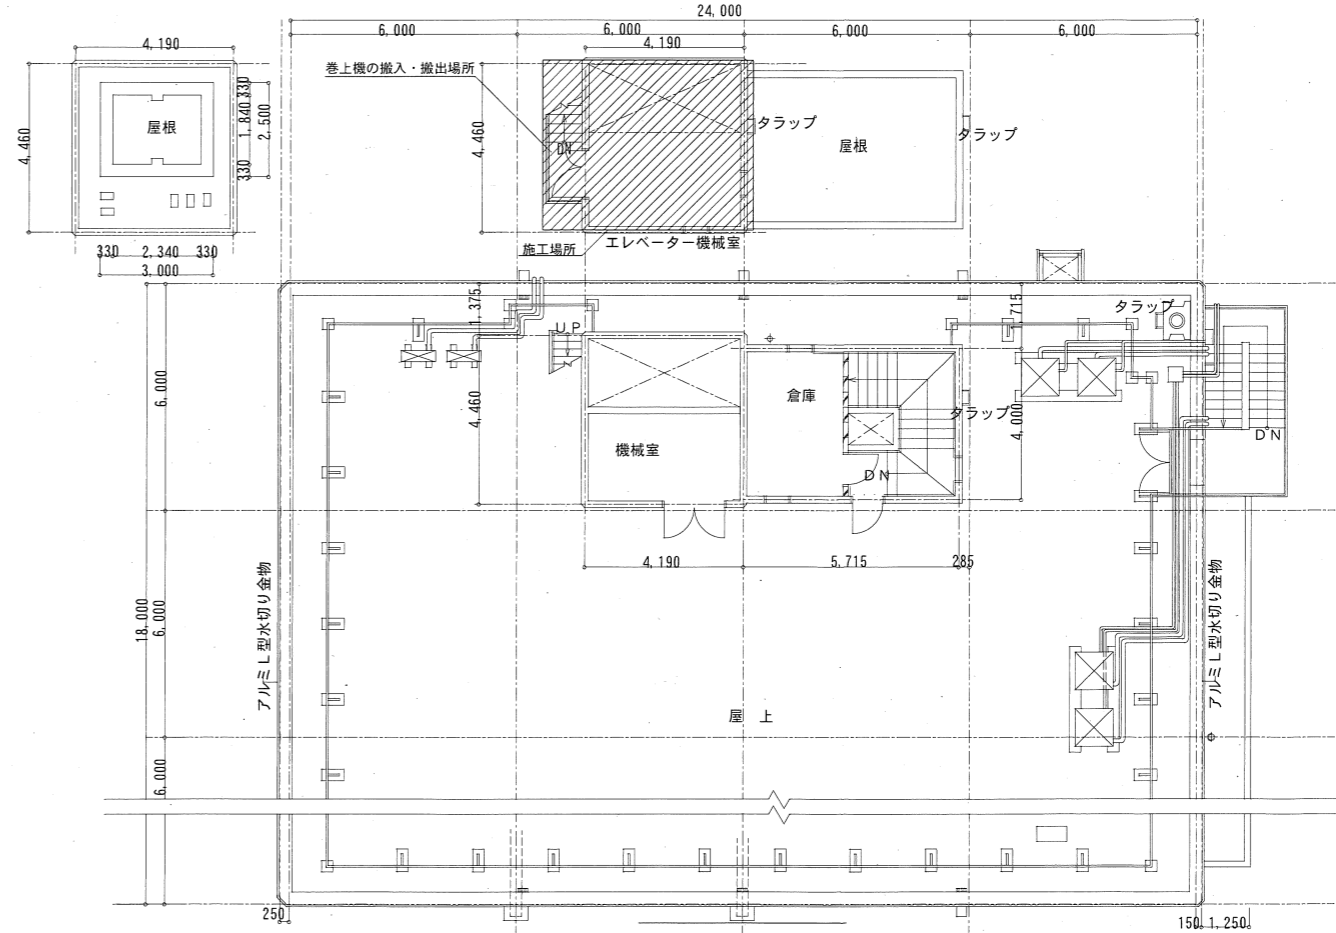 24,000
6,000
6,000
6,000
6,000
4,190
4,190
巻上機の搬入・搬出場所
330
1,840
2,500
330
4,460
屋根
4,460
DN
タラップ
屋根
タラップ
330
2,340
330
3,000
施工場所
エレベーター機械室
1,375
UP
715
タラップ
6,000
4,460
倉庫
タラップ
4,000
機械室
DN
DN
4,190
5,715
285
アルミL型水切り金物
18,000
6,000
アルミL型水切り金物
屋上
6,000
250
150
1,250